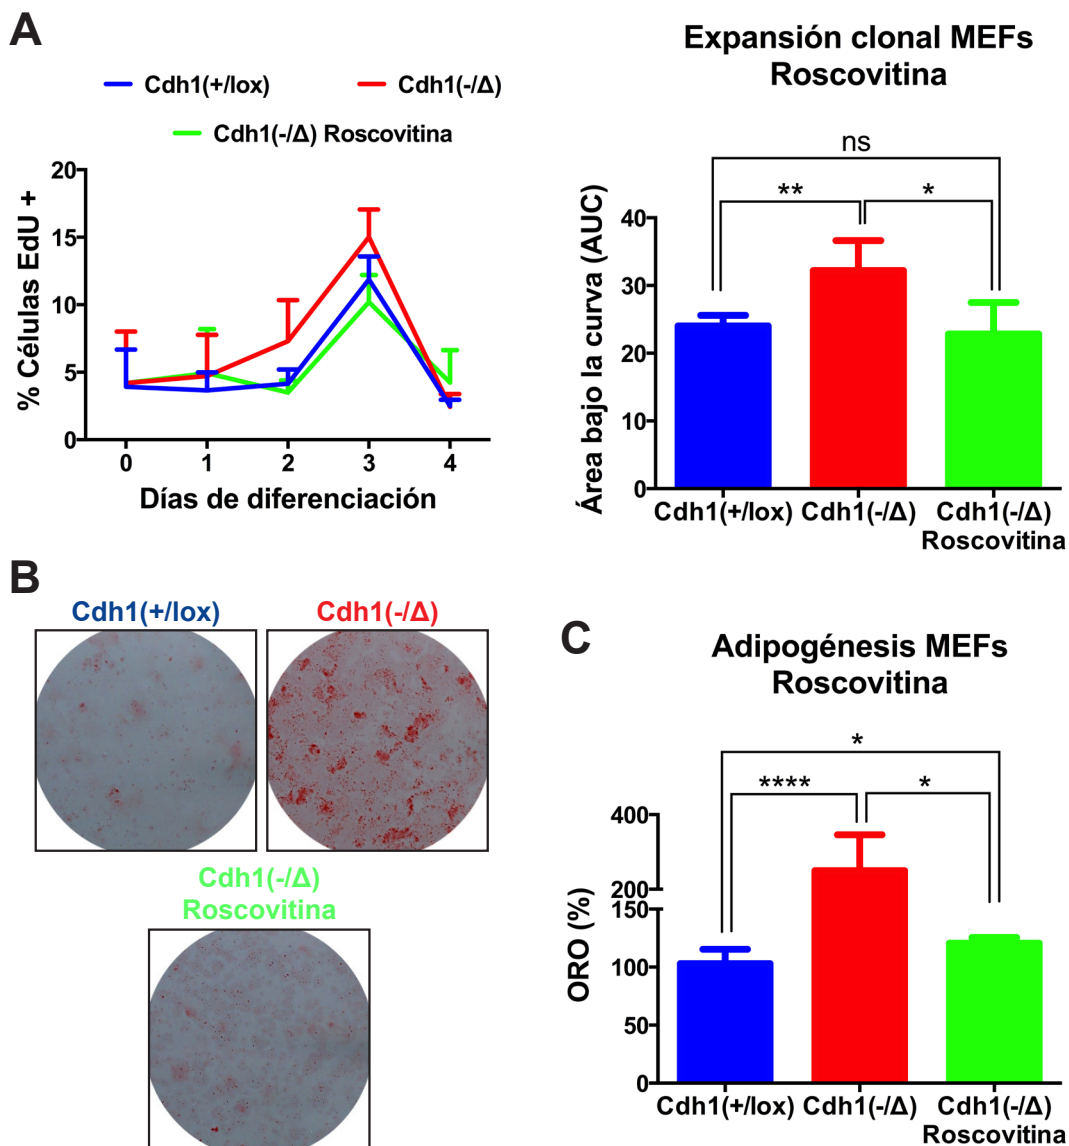 A
Cdh1(+/lox)
Cdh1(-/Δ)
Cdh1(-/Δ) Roscovitina
% Células EdU +
20
15
10
5
0
0 1 2 3 4
Días de diferenciación
Expansión clonal MEFs
Roscovitina
ns
** *
Área bajo la curva (AUC)
40
30
20
10
0
Cdh1(+/lox) Cdh1(-/Δ) Cdh1(-/Δ)
Roscovitina
B
Cdh1(+/lox)
Cdh1(-/Δ)
Cdh1(-/Δ)
Roscovitina
C
Adipogénesis MEFs
Roscovitina
*
**** *
ORO (%)
400
200
150
100
50
0
Cdh1(+/lox) Cdh1(-/Δ) Cdh1(-/Δ)
Roscovitina